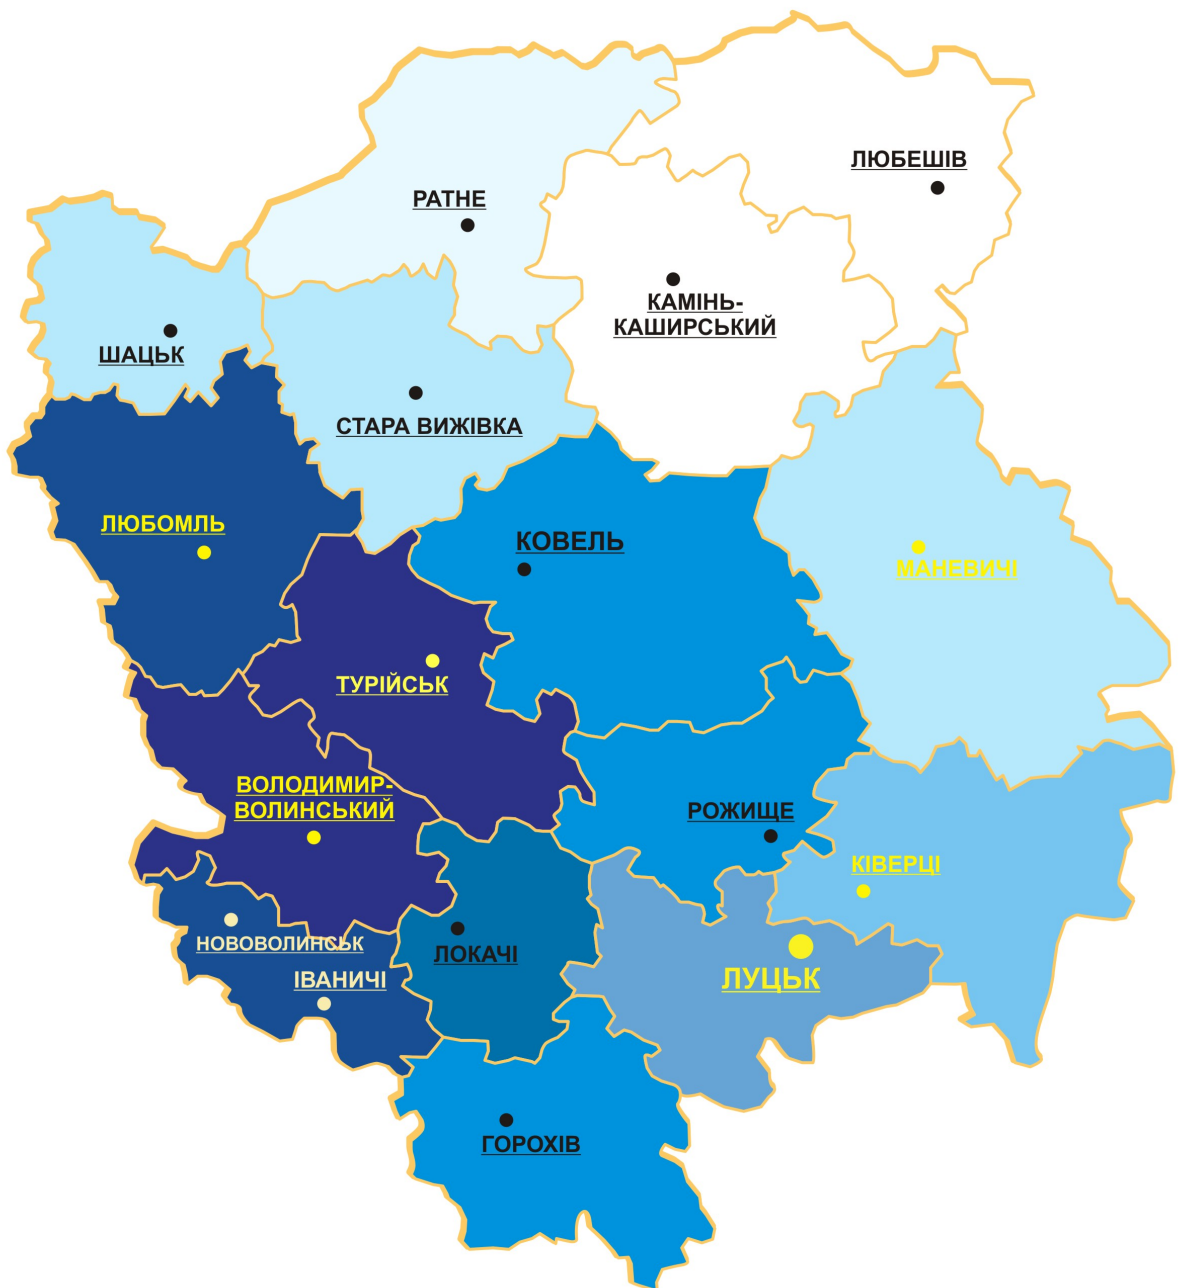 ЛЮБЕШІВ
РАТНЕ
КАМІНЬ-
КАШИРСЬКИЙ
ШАЦЬК
СТАРА ВИЖІВКА
ЛЮБОМЛЬ
КОВЕЛЬ
МАНЕВИЧІ
ТУРІЙСЬК
ВОЛОДИМИР-
ВОЛИНСЬКИЙ
РОЖИЩЕ
КІВЕРЦІ
НОВОВОЛИНСЬК
ЛОКАЧІ
ІВАНИЧІ
ЛУЦЬК
ГОРОХІВ